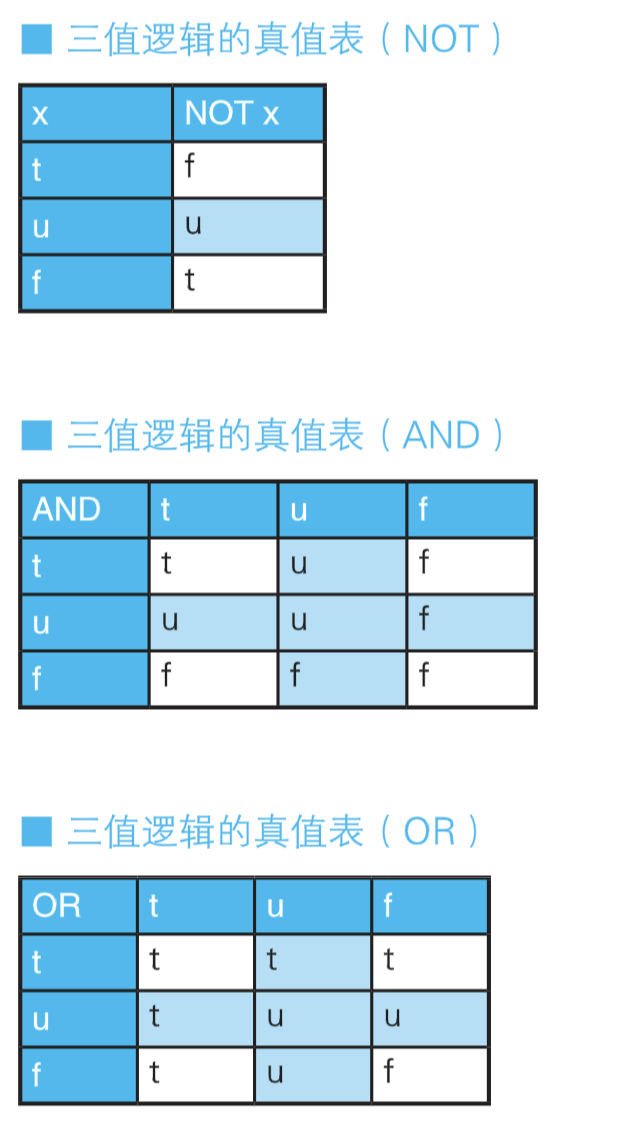 三值逻辑的真值表（NOT）
x NOT x
t f
u u
f t
三值逻辑的真值表（AND）
AND t u f
t t u f
u u u f
f f f f
三值逻辑的真值表（OR）
OR t u f
t t t t
u t u u
f t u f